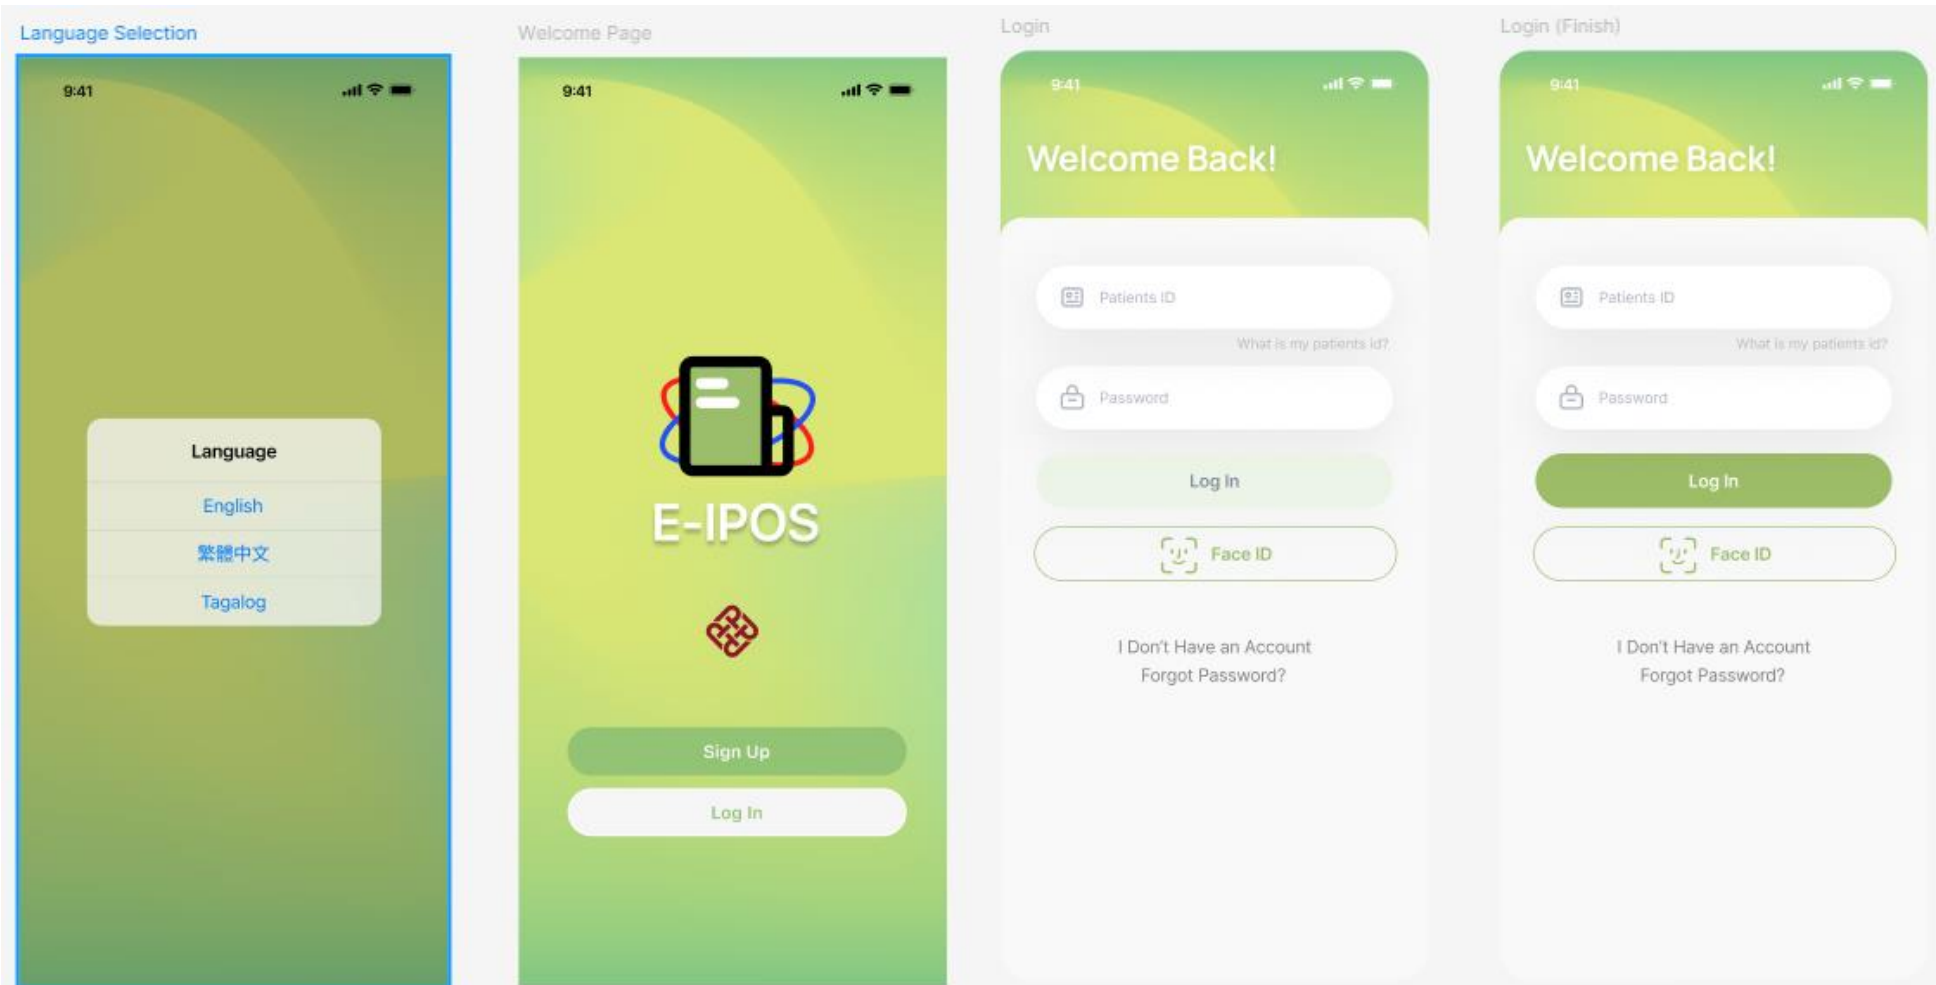 Language Selection
9:41
Language
English
繁體中文
Tagalog
Welcome Page
9:41
E-IPOS
Sign Up
Log In
Login
9:41
Welcome Back!
Patients ID
What is my patients id?
Password
Log In
Face ID
I Don't Have an Account
Forgot Password?
Login (Finish)
9:41
Welcome Back!
Patients ID
What is my patients id?
Password
Log In
Face ID
I Don't Have an Account
Forgot Password?